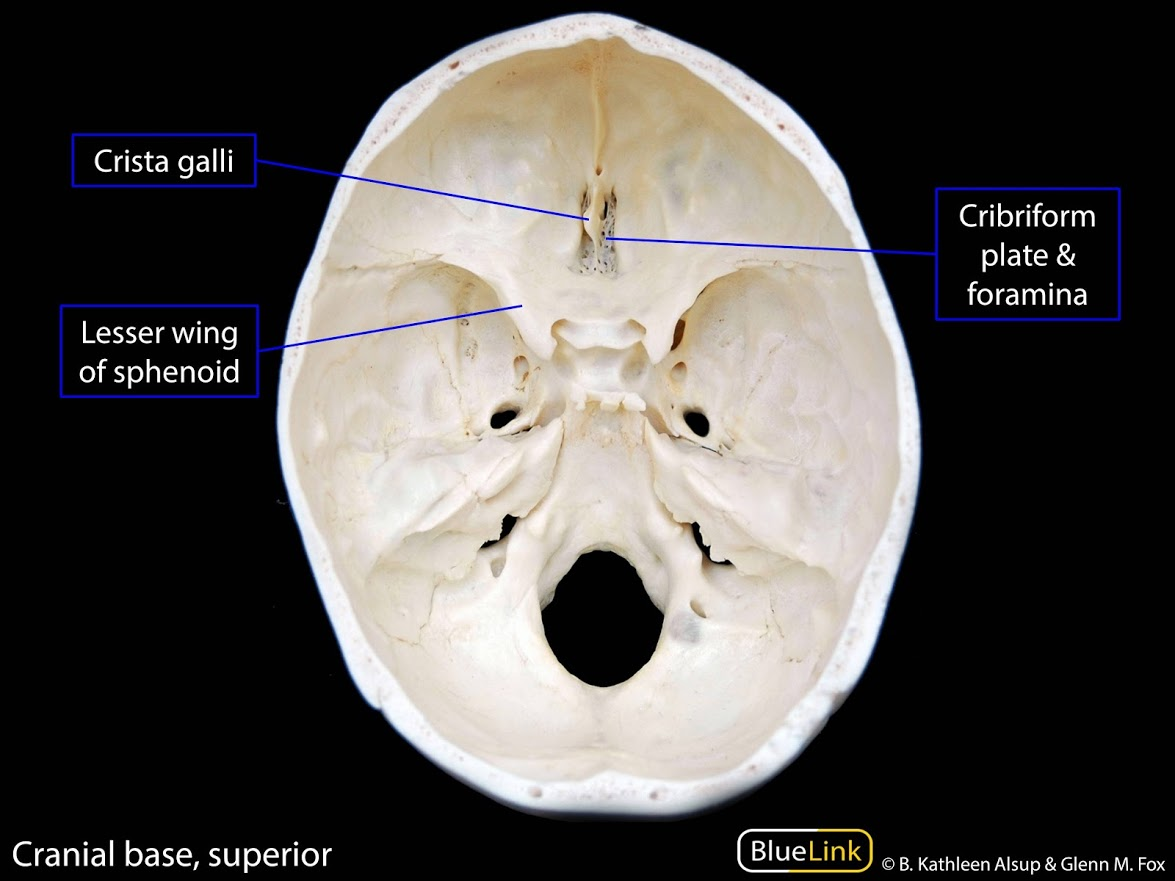 Crista galli
Cribriform
plate &
foramina
Lesser wing
of sphenoid
Cranial base, superior
BlueLink
© B. Kathleen Alsup & Glenn M. Fox